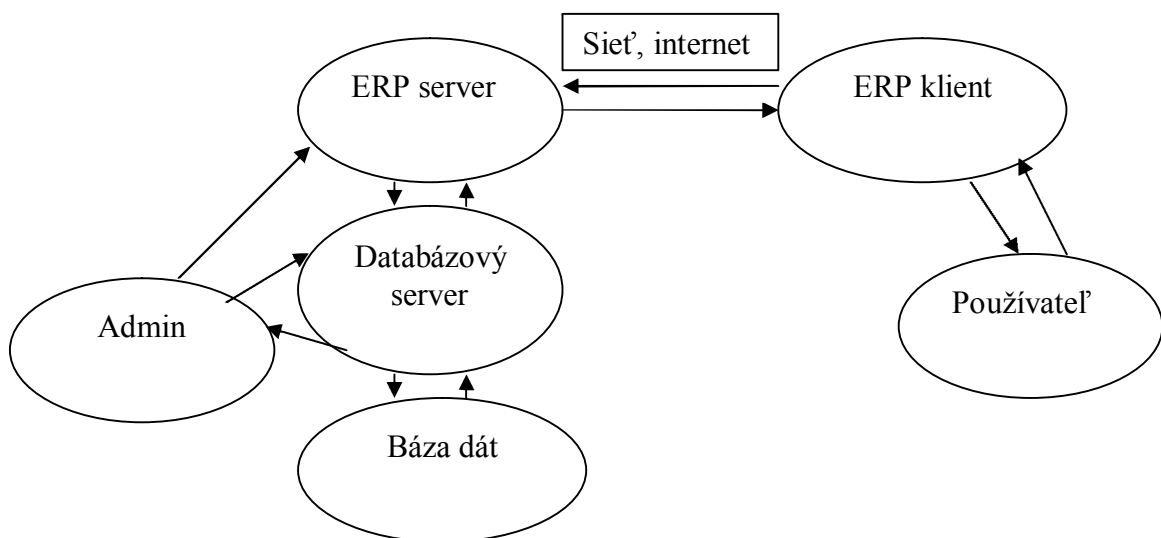 Sieť, internet
ERP server
ERP klient
Databázový
server
Používateľ
Admin
Báza dát